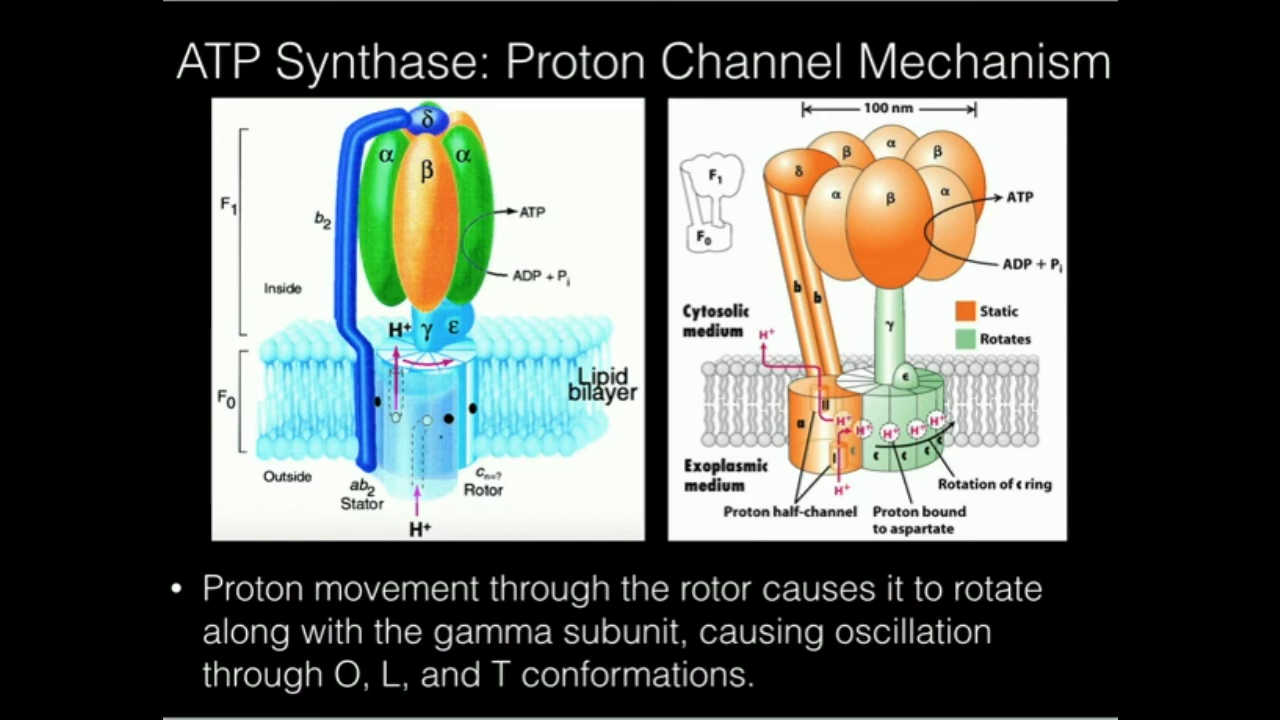 ATP Synthase: Proton Channel Mechanism
δ
α
β
α
F1
b2
ATP
ADP + Pi
Inside
H+
γ
ε
F0
Lipid
bilayer
Outside
ab2
Stator
cn=?
Rotor
H+
100 nm
β
α
β
F1
δ
α
β
α
ATP
F0
ADP + Pi
b
b
Cytosolic
medium
H+
Static
Rotates
γ
ϵ
II
a
H+
H+
H+
H+
H+
I
c
c
c
c
c
Exoplasmic
medium
H+
Rotation of c ring
Proton half-channel
Proton bound
to aspartate
• Proton movement through the rotor causes it to rotate
along with the gamma subunit, causing oscillation
through O, L, and T conformations.